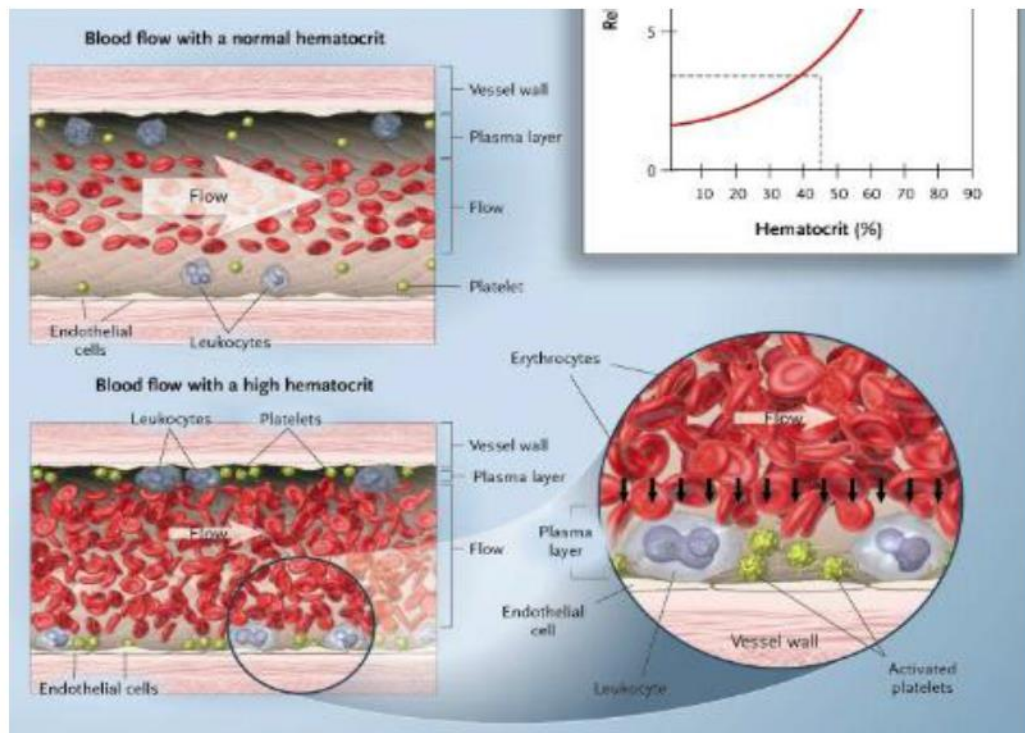 Blood flow with a normal hematocrit
Vessel wall
Plasma layer
Flow
Flow
Platelet
Endothelial
cells
Leukocytes
5
0
10 20 30 40 50 60 70 80 90
Hematocrit (%)
Blood flow with a high hematocrit
Leukocytes
Platelets
Vessel wall
Plasma layer
Flow
Flow
Endothelial cells
Erythrocytes
Flow
Plasma
layer
Endothelial
cell
Vessel wall
Leukocyte
Activated
platelets